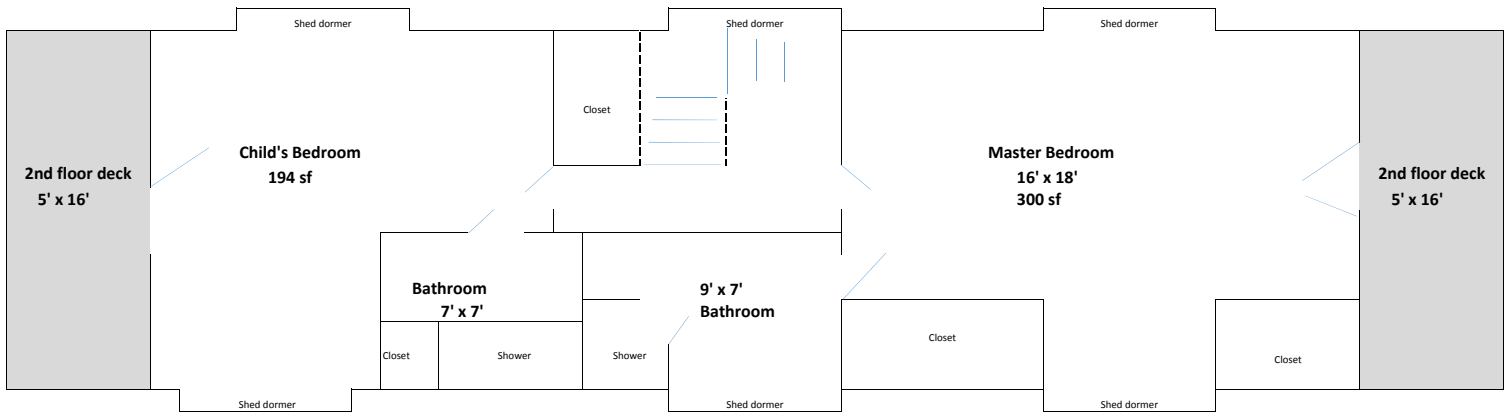 Shed dormer
Shed dormer
Shed dormer
Closet
Child's Bedroom
194 sf
Master Bedroom
16' x 18'
300 sf
2nd floor deck
5' x 16'
2nd floor deck
5' x 16'
Bathroom
7' x 7'
9' x 7'
Bathroom
Closet
Closet
Shower
Shower
Closet
Shed dormer
Shed dormer
Shed dormer